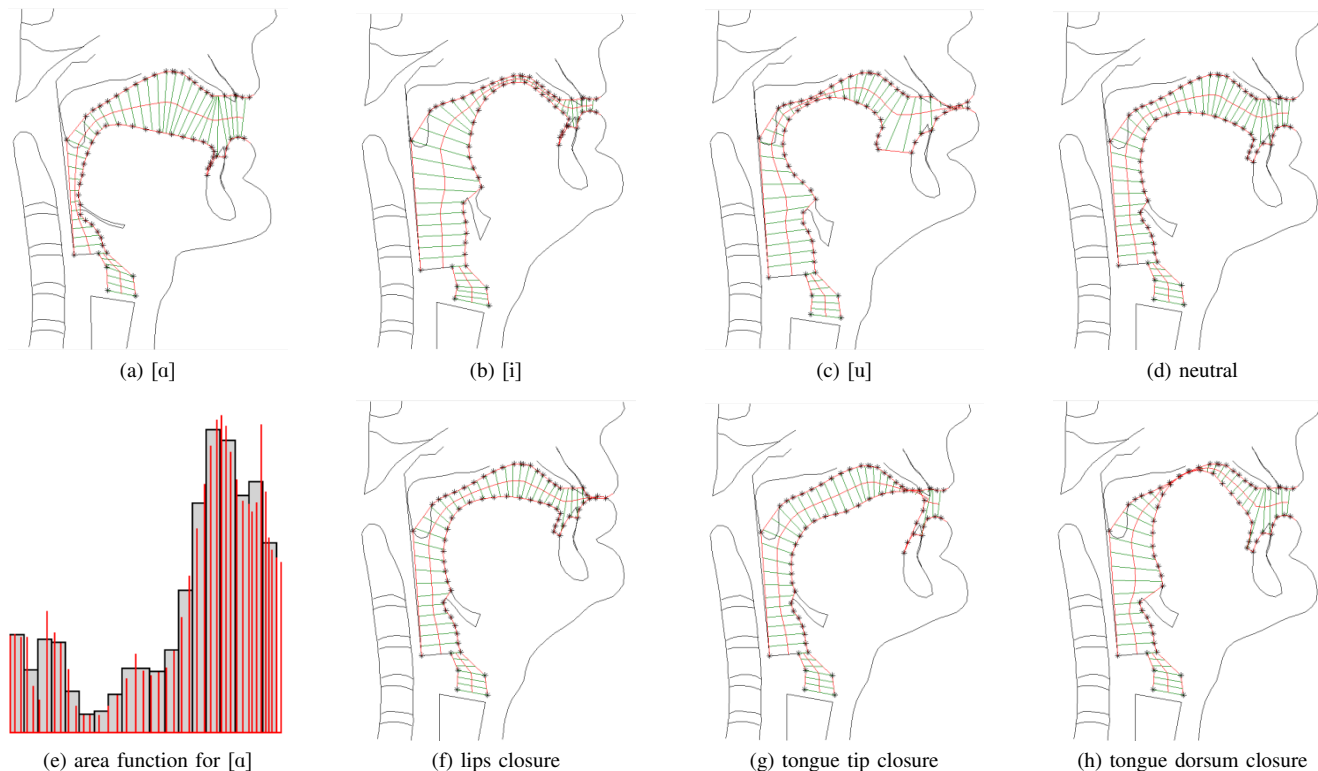 (a) [ɑ]
(b) [i]
(c) [u]
(d) neutral
(e) area function for [ɑ]
(f) lips closure
(g) tongue tip closure
(h) tongue dorsum closure